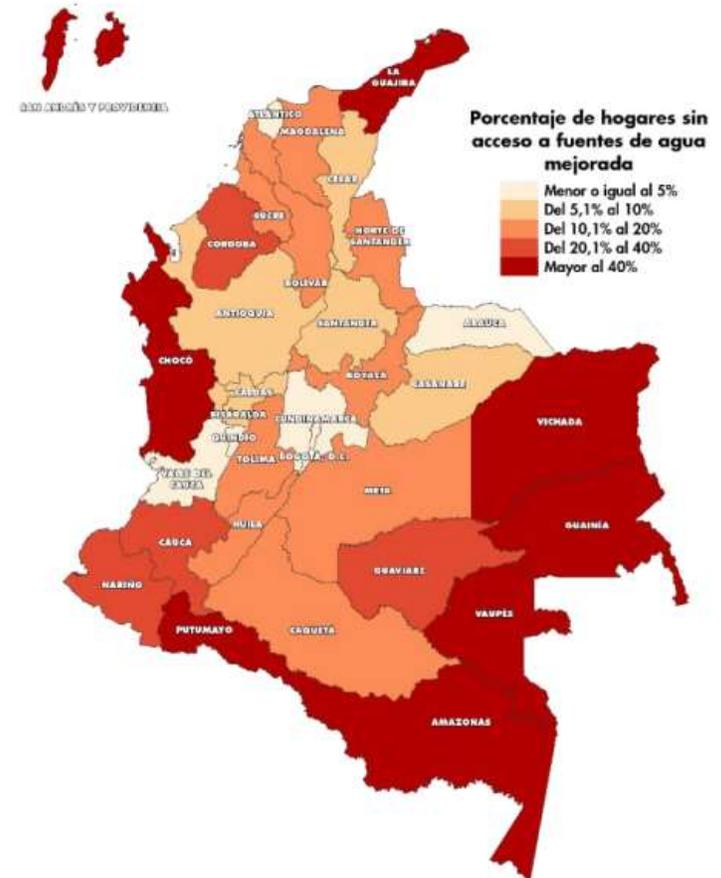 SAN ANDRÉS Y PROVIDENCIA
LA
GUAJIRA
ATLÁNTICO
MAGDALENA
Porcentaje de hogares sin
acceso a fuentes de agua
mejorada
Menor o igual al 5%
Del 5,1% al 10%
Del 10,1% al 20%
Del 20,1% al 40%
Mayor al 40%
CESAR
SUCRE
NORTE DE
SANTANDER
CORDOBA
BOLÍVAR
ANTIOQUIA
SANTANDER
ARAUCA
CHOCÓ
BOYACÁ
CASANARE
CALDAS
RISARALDA
CUNDINAMARCA
VICHADA
QUINDÍO
TOLIMA
BOGOTÁ, D.C.
VALLE DEL
CAUCA
META
HUILA
GUAINÍA
CAUCA
GUAVIARE
NARIÑO
VAUPÉS
PUTUMAYO
CAQUETÁ
AMAZONAS